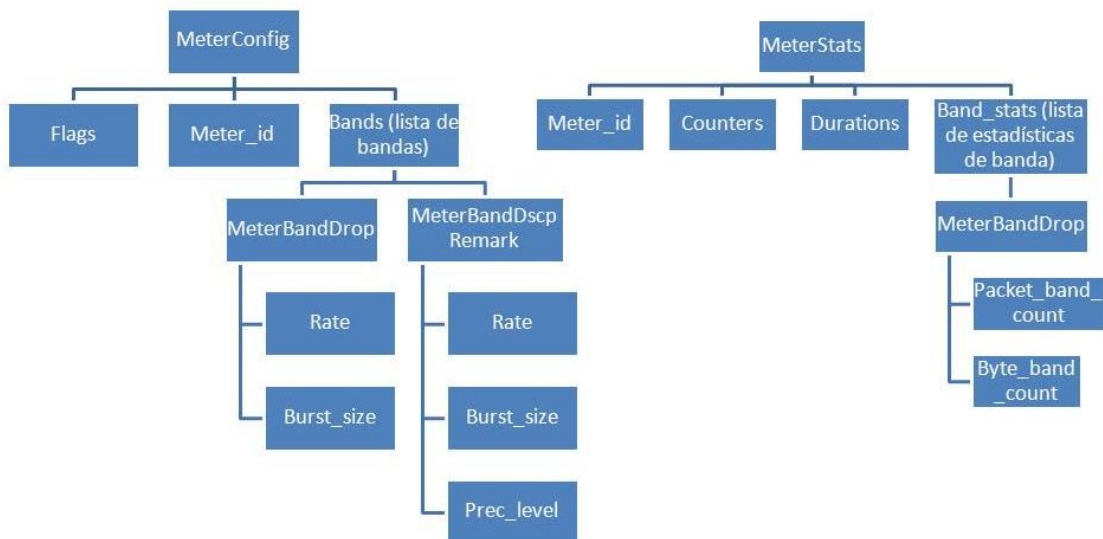 MeterConfig
Flags
Meter_id
Bands (lista de
bandas)
MeterBandDrop
Rate
Burst_size
MeterBandDscp
Remark
Rate
Burst_size
Prec_level
MeterStats
Meter_id
Counters
Durations
Band_stats (lista
de estadísticas
de banda)
MeterBandDrop
Packet_band_
count
Byte_band
_count